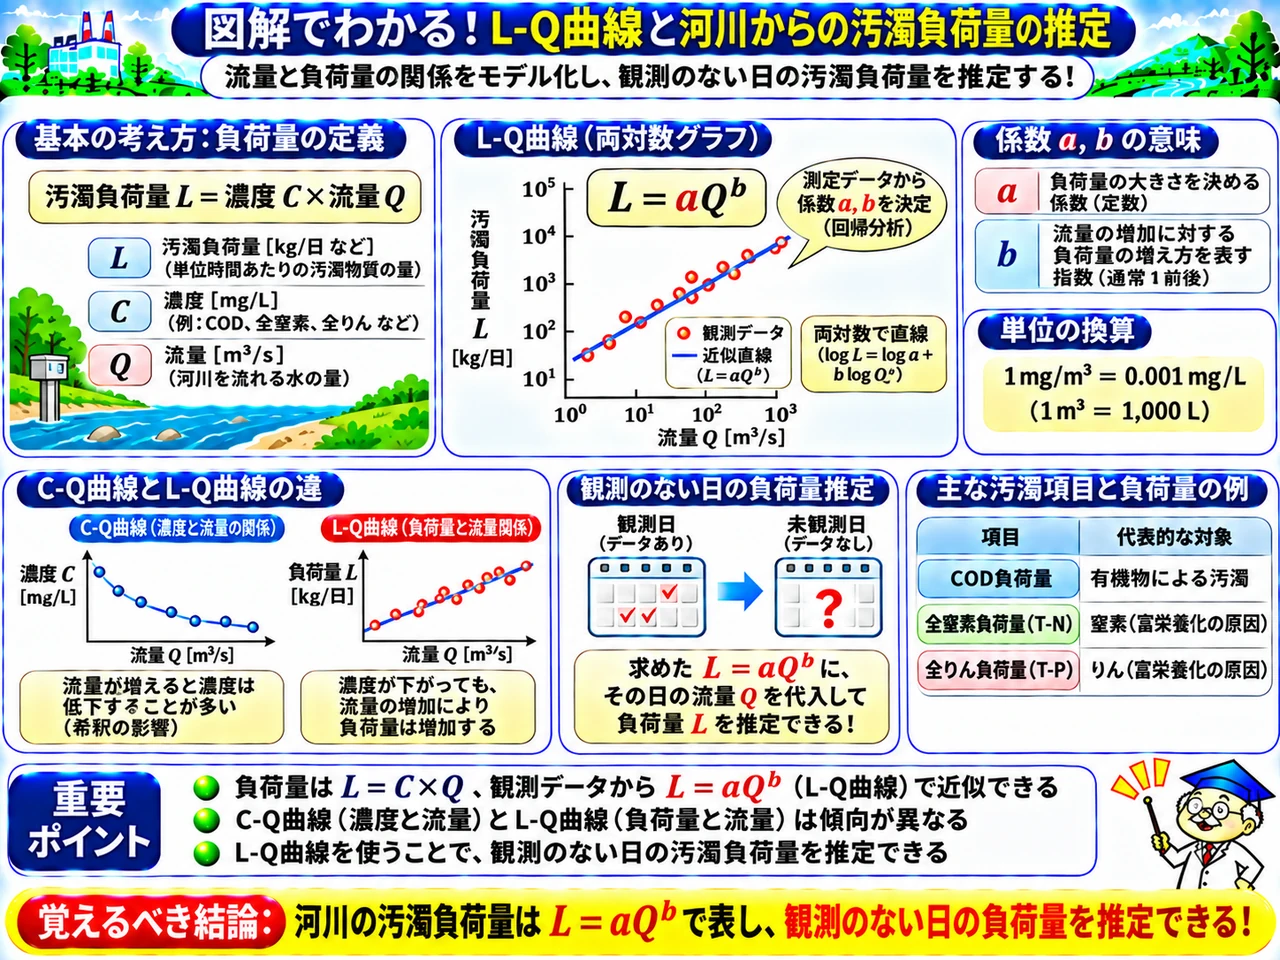 図解でわかる！L-Q曲線と河川からの汚濁負荷量の推定
流量と負荷量の関係をモデル化し、観測のない日の汚濁負荷量を推定する！
基本の考え方：負荷量の定義
汚濁負荷量 L = 濃度 C × 流量 Q
L
汚濁負荷量［kg/日 など］
（単位時間あたりの汚濁物質の量）
C
濃度［mg/L］
（例：COD、全窒素、全りん など）
Q
流量［m³/s］
（河川を流れる水の量）
L-Q曲線（両対数グラフ）
L = aQᵇ
測定データから
係数 a, b を決定
（回帰分析）
汚濁負荷量 L
［kg/日］
10⁵
10⁴
10³
10²
10¹
10⁰
10¹
10²
10³
流量 Q［m³/s］
観測データ
近似直線
（L = aQᵇ）
両対数で直線
（log L = log a +
b log Q）
係数 a, b の意味
a
負荷量の大きさを決める
係数（定数）
b
流量の増加に対する
負荷量の増え方を表す
指数（通常 1 前後）
単位の換算
1 mg/m³ = 0.001 mg/L
（1 m³ = 1,000 L）
C-Q曲線とL-Q曲線の違
C-Q曲線（濃度と流量の関係）
濃度 C
［mg/L］
流量 Q［m³/s］
流量が増えると濃度は
低下することが多い
（希釈の影響）
L-Q曲線（負荷量と流量関係）
負荷量 L
［kg/日］
流量 Q［m³/s］
濃度が下がっても、
流量の増加により
負荷量は増加する
観測のない日の負荷量推定
観測日
（データあり）
未観測日
（データなし）
?
求めた L = aQᵇ に、
その日の流量 Q を代入して
負荷量 L を推定できる！
主な汚濁項目と負荷量の例
項目
代表的な対象
COD負荷量
有機物による汚濁
全窒素負荷量（T-N）
窒素（富栄養化の原因）
全りん負荷量（T-P）
りん（富栄養化の原因）
重要
ポイント
負荷量は L = C×Q 、観測データから L = aQᵇ（L-Q曲線）で近似できる
C-Q曲線（濃度と流量）と L-Q曲線（負荷量と流量）は傾向が異なる
L-Q曲線を使うことで、観測のない日の汚濁負荷量を推定できる
覚えるべき結論：河川の汚濁負荷量は L = aQᵇ で表し、観測のない日の負荷量を推定できる！